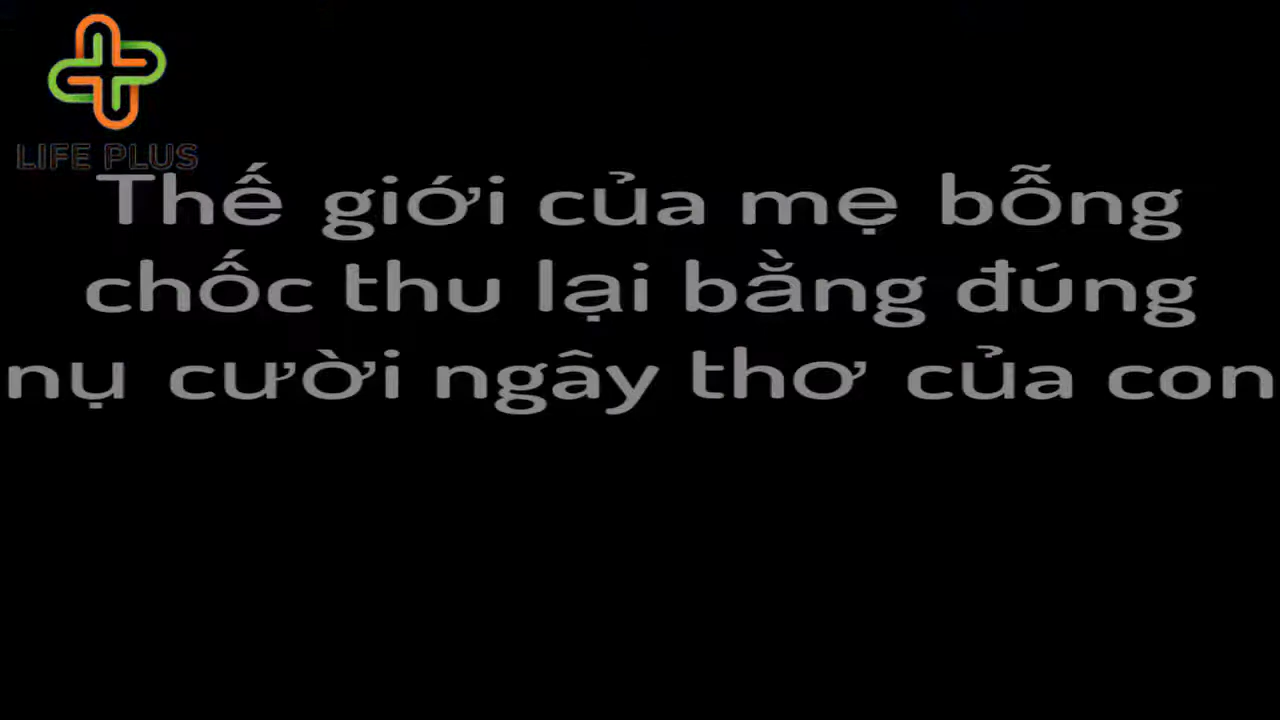 LIFE PLUS
Thế giới của mẹ bỗng
chốc thu lại bằng đúng
nụ cười ngây thơ của con